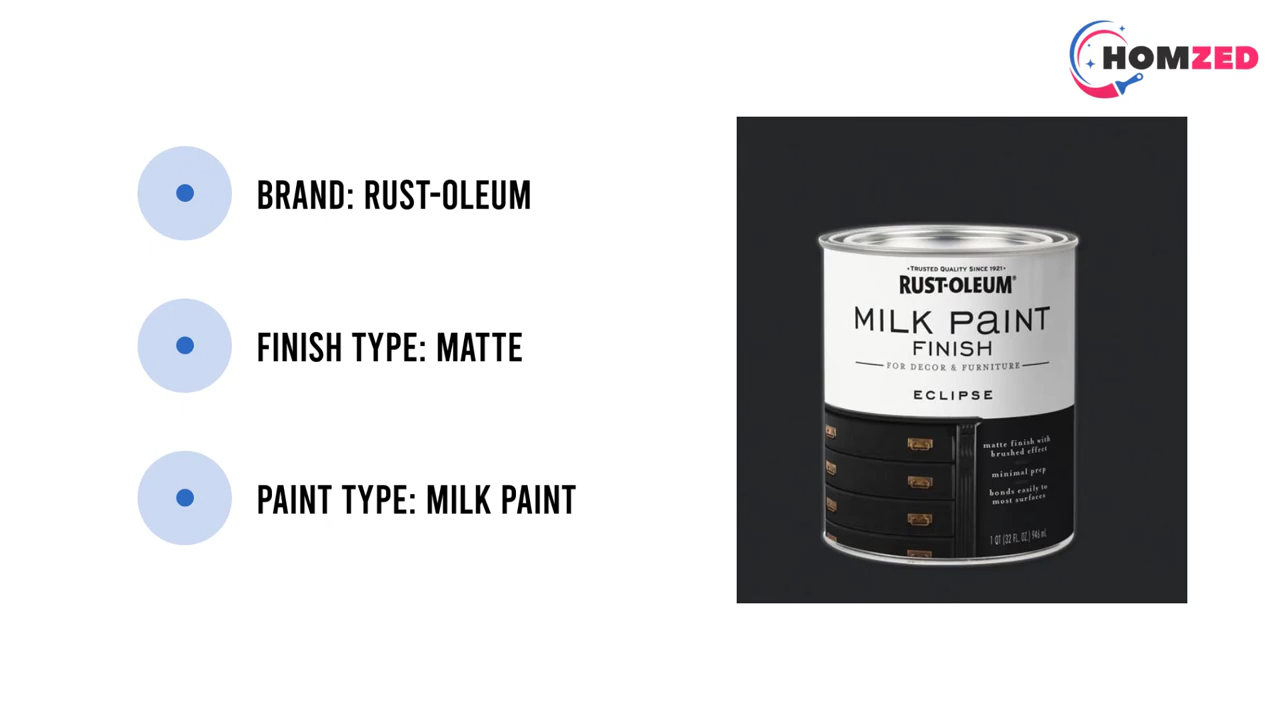 HOMZED
BRAND: RUST-OLEUM
FINISH TYPE: MATTE
PAINT TYPE: MILK PAINT
•TRUSTED QUALITY SINCE 1921•
RUST-OLEUM®
MILK PAINT
FINISH
FOR DECOR & FURNITURE
ECLIPSE
matte finish with
brushed effect
minimal prep
bonds easily to
most surfaces
1 QT (32 FL. OZ.) 946 mL